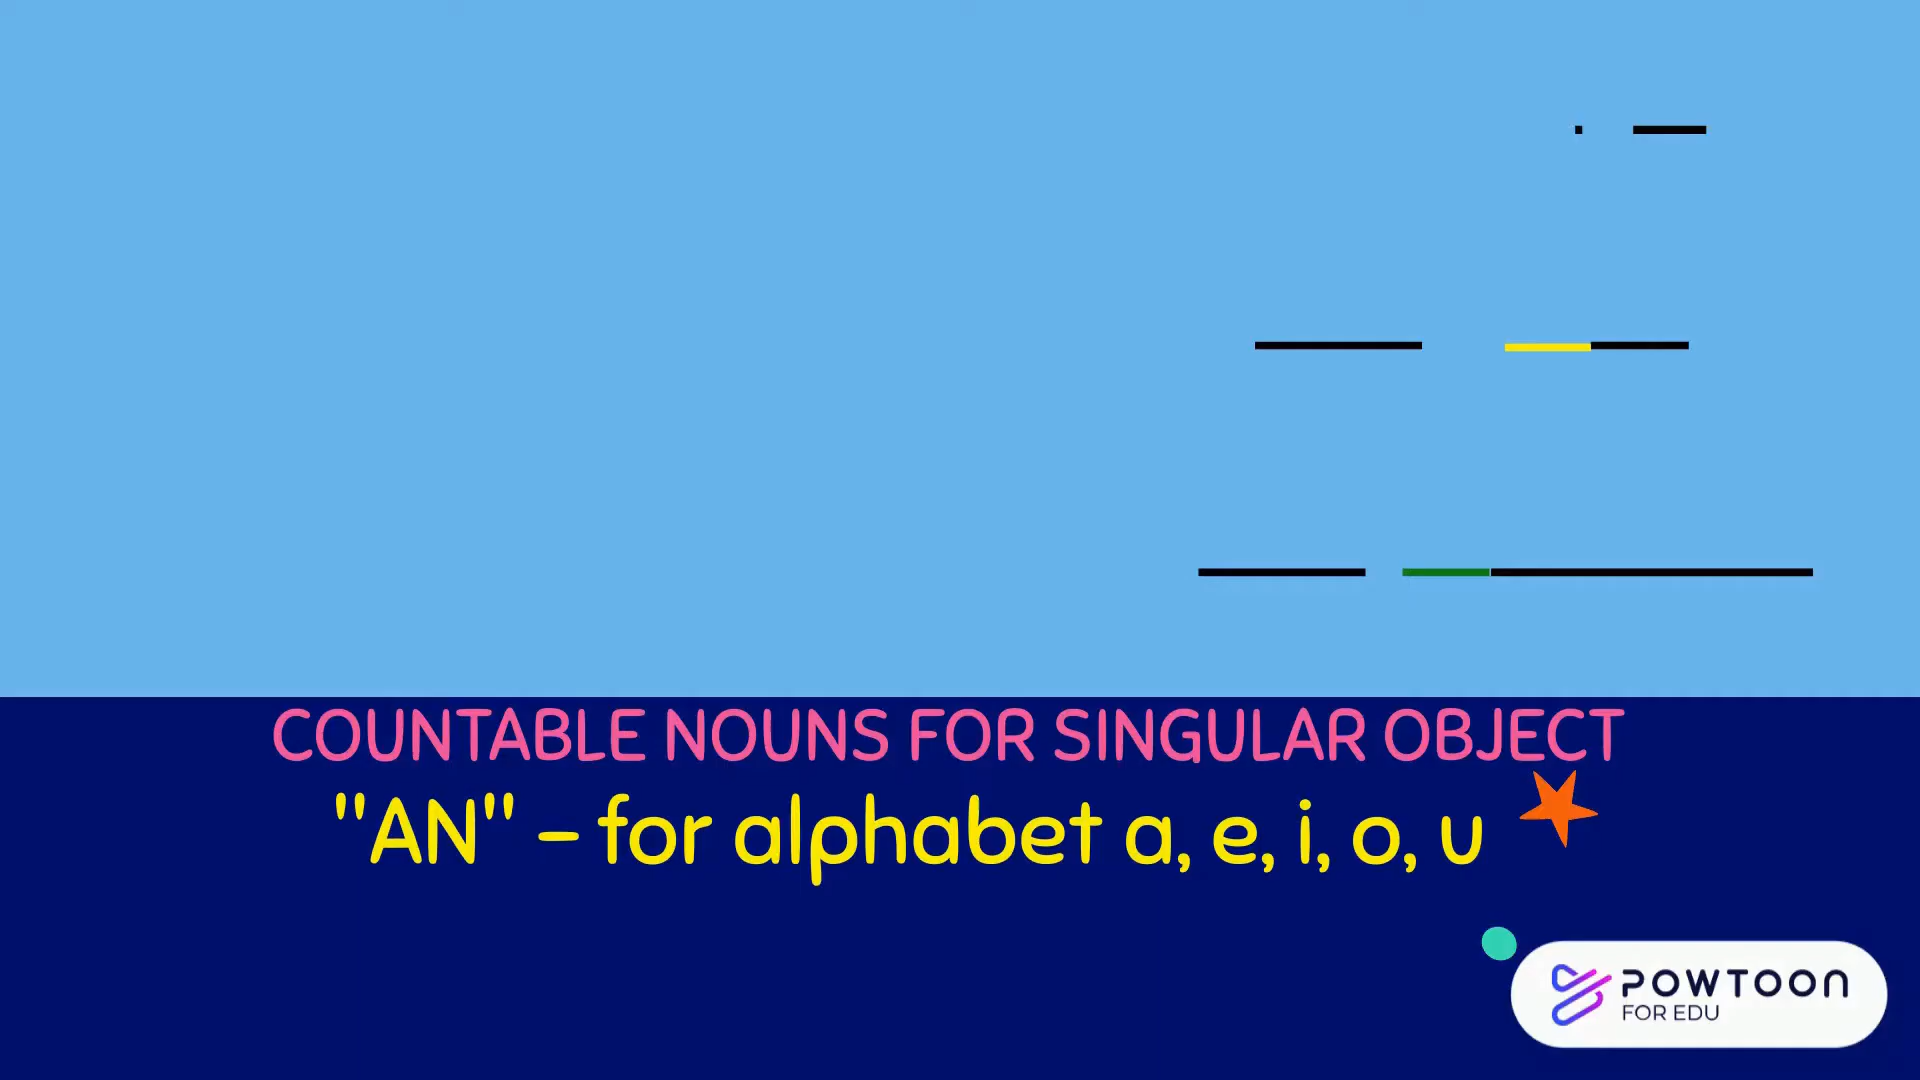 COUNTABLE NOUNS FOR SINGULAR OBJECT
"AN" - for alphabet a, e, i, o, u
POWTOON
FOR EDU